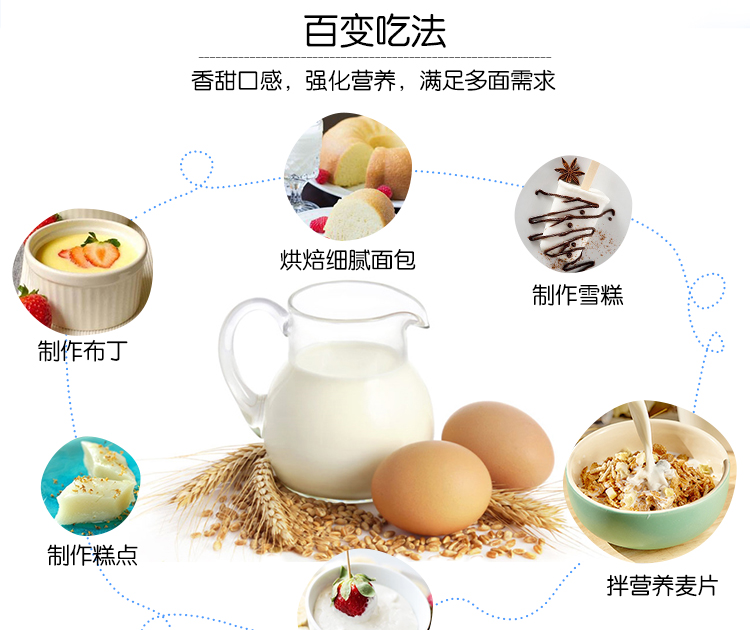 百变吃法
香甜口感，强化营养，满足多面需求
烘焙细腻面包
制作雪糕
制作布丁
制作糕点
拌营养麦片